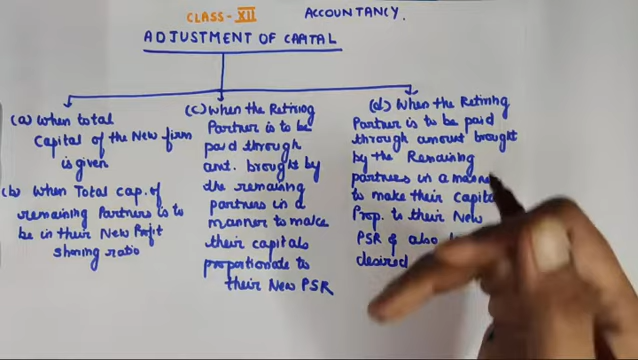 CLASS-XII ACCOUNTANCY.
ADJUSTMENT OF CAPITAL
(a) When total
Capital of the New firm
is given
(b) When Total Cap. of
remaining Partners is to
be in their New Profit
sharing ratio
(c) When the Retiring
Partner is to be
paid through
amt. brought by
the remaining
partners in a
manner to make
their capitals
proportionate to
their New PSR
(d) When the Retiring
Partner is to be paid
through amount brought
by the Remaining
partners in a manner
to make their Capital
Prop. to their New
PSR & also
desired